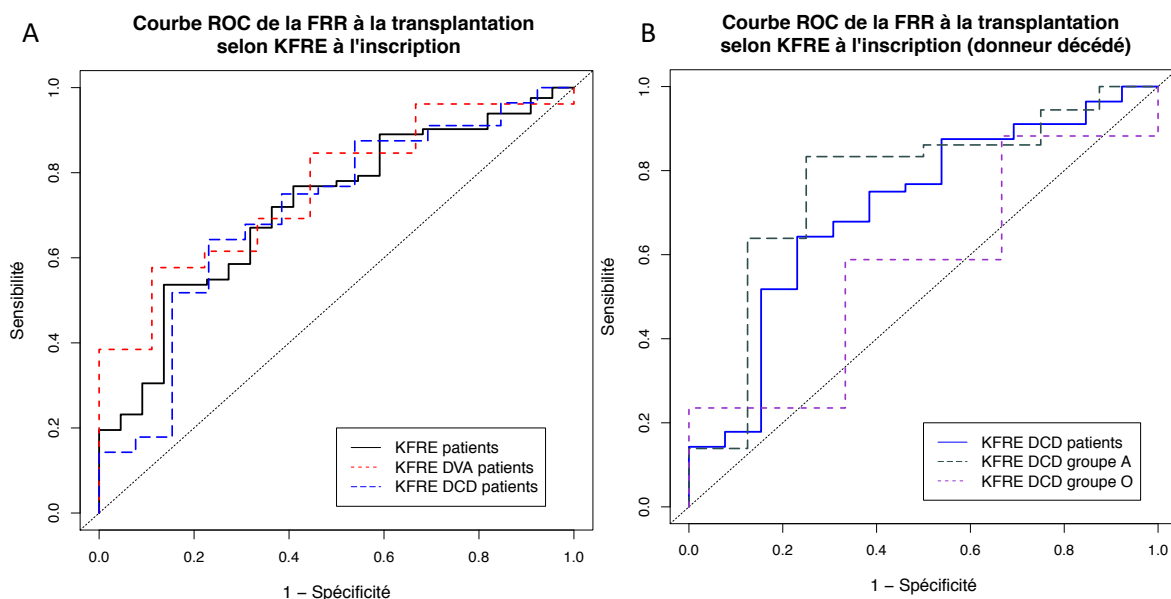 A
Courbe ROC de la FRR à la transplantation
selon KFRE à l'inscription
Sensibilité
1.0
0.8
0.6
0.4
0.2
0.0
KFRE patients
KFRE DVA patients
KFRE DCD patients
0.0 0.2 0.4 0.6 0.8 1.0
1 − Spécificité
B
Courbe ROC de la FRR à la transplantation
selon KFRE à l'inscription (donneur décédé)
Sensibilité
1.0
0.8
0.6
0.4
0.2
0.0
KFRE DCD patients
KFRE DCD groupe A
KFRE DCD groupe O
0.0 0.2 0.4 0.6 0.8 1.0
1 − Spécificité